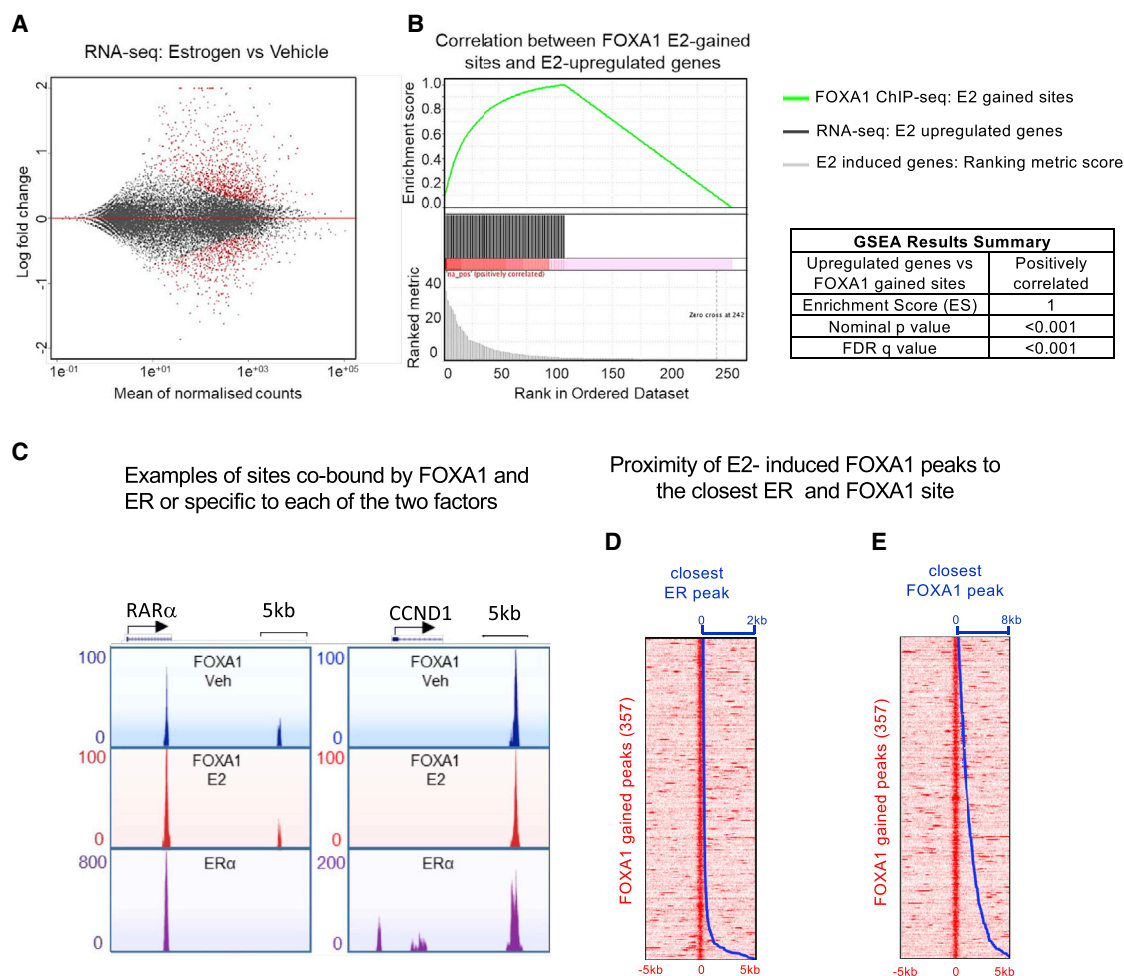 A
RNA-seq: Estrogen vs Vehicle
Log fold change
2
1
0
-1
-2
1e-01
1e+01
1e+03
1e+05
Mean of normalised counts
B
Correlation between FOXA1 E2-gained
sites and E2-upregulated genes
Enrichment score
1.0
0.8
0.6
0.4
0.2
0.0
'na_pos' (positively correlated)
Ranked metric
40
20
0
Zero cross at 242
0
50
100
150
200
250
Rank in Ordered Dataset
FOXA1 ChIP-seq: E2 gained sites
RNA-seq: E2 upregulated genes
E2 induced genes: Ranking metric score
GSEA Results Summary
Upregulated genes vs
FOXA1 gained sites
Positively
correlated
Enrichment Score (ES)
1
Nominal p value
<0.001
FDR q value
<0.001
C
Examples of sites co-bound by FOXA1 and
ER or specific to each of the two factors
RARα
5kb
CCND1
5kb
100
FOXA1
Veh
0
100
FOXA1
Veh
0
100
FOXA1
E2
0
100
FOXA1
E2
0
800
ERα
0
200
ERα
0
Proximity of E2- induced FOXA1 peaks to
the closest ER and FOXA1 site
D
closest
ER peak
0
2kb
FOXA1 gained peaks (357)
-5kb
0
5kb
E
closest
FOXA1 peak
0
8kb
FOXA1 gained peaks (357)
-5kb
0
5kb